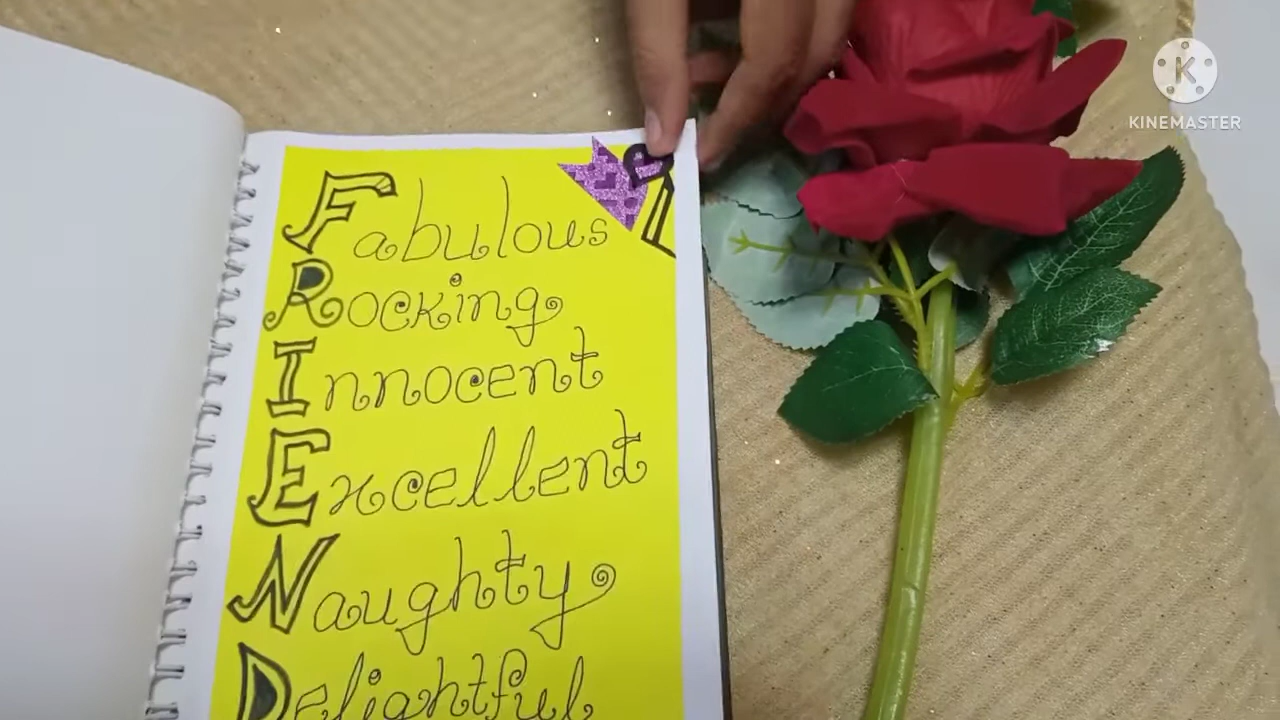 Fabulous
Rocking
Innocent
Excellent
Naughty
Delightful
KINEMASTER